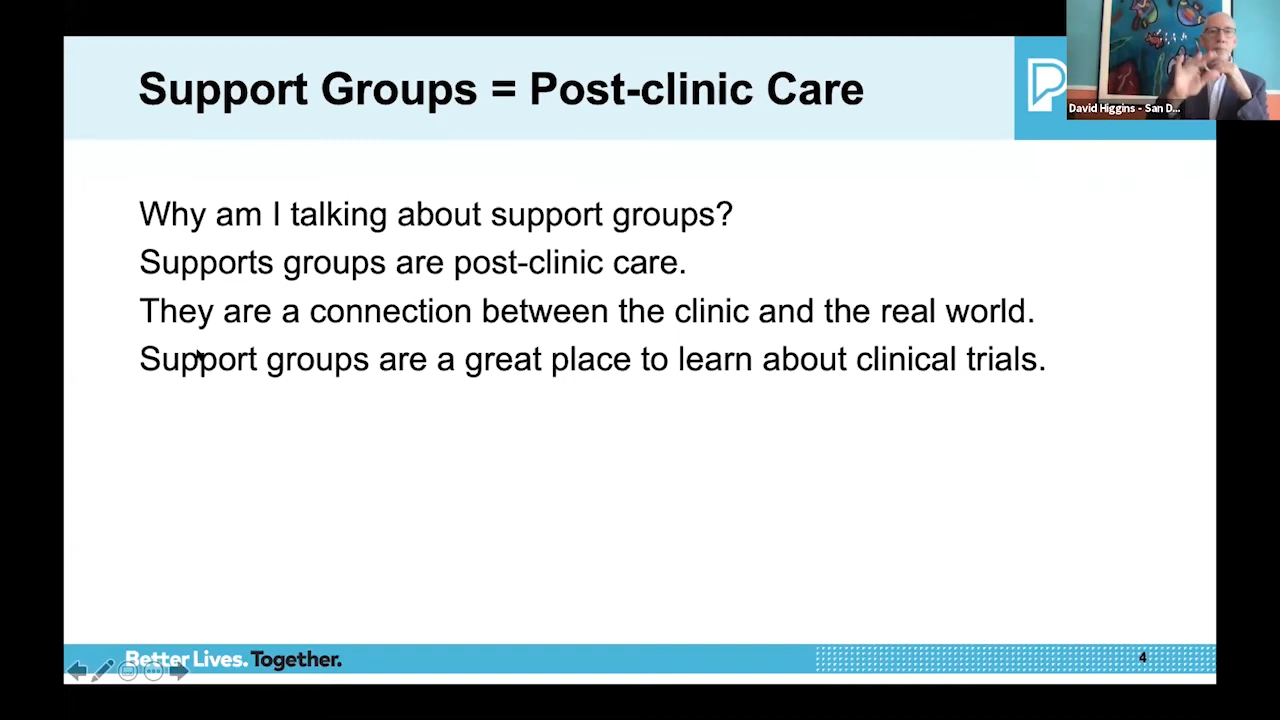 Support Groups = Post-clinic Care
P
David Higgins - San D...
Why am I talking about support groups?
Supports groups are post-clinic care.
They are a connection between the clinic and the real world.
Support groups are a great place to learn about clinical trials.
Better Lives. Together.
4